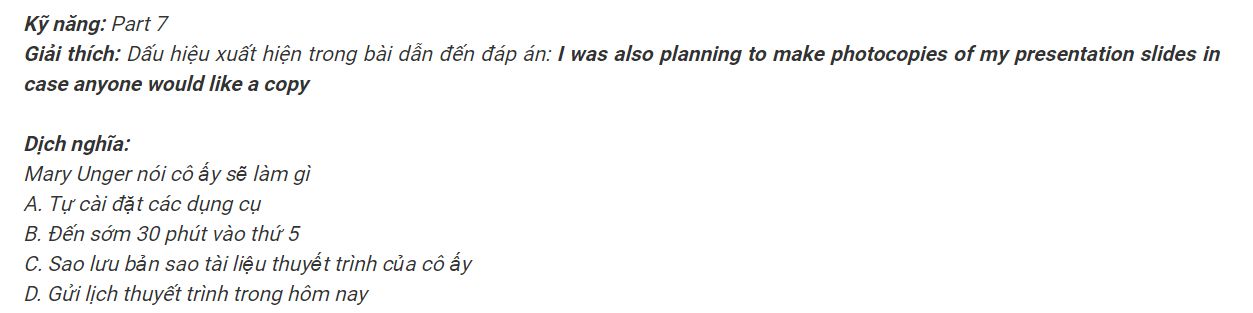 Kỹ năng: Part 7
Giải thích: Dấu hiệu xuất hiện trong bài dẫn đến đáp án: I was also planning to make photocopies of my presentation slides in
case anyone would like a copy
Dịch nghĩa:
Mary Unger nói cô ấy sẽ làm gì
A. Tự cài đặt các dụng cụ
B. Đến sớm 30 phút vào thứ 5
C. Sao lưu bản sao tài liệu thuyết trình của cô ấy
D. Gửi lịch thuyết trình trong hôm nay